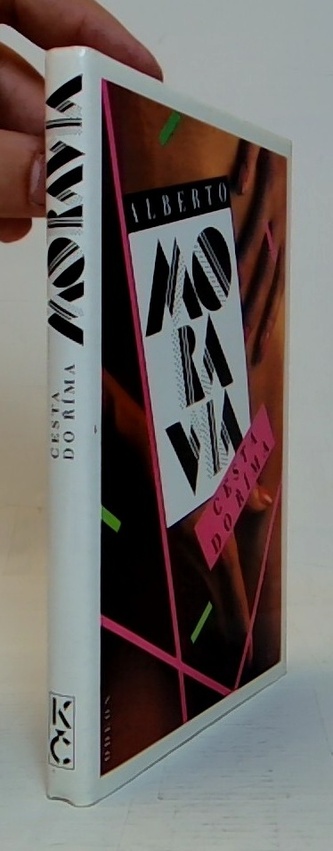 MORAVIA
CESTA
DO ŘÍMA
KČ
ALBERTO
MO
RA
VIA
CESTA
DO ŘÍMA
ODEON